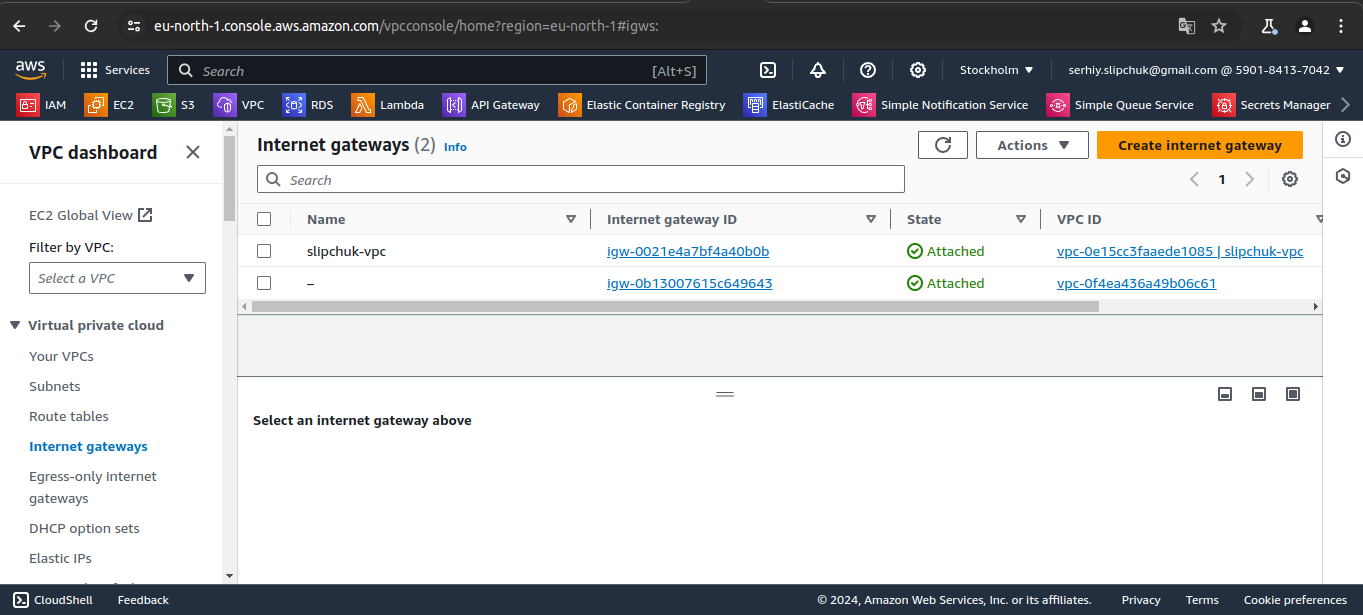 eu-north-1.console.aws.amazon.com/vpcconsole/home?region=eu-north-1#igws:
aws Services Search [Alt+S] Stockholm serhiy.slipchuk@gmail.com @ 5901-8413-7042
IAM EC2 S3 VPC RDS Lambda API Gateway Elastic Container Registry ElastiCache Simple Notification Service Simple Queue Service Secrets Manager
VPC dashboard
EC2 Global View
Filter by VPC:
Select a VPC
Virtual private cloud
Your VPCs
Subnets
Route tables
Internet gateways
Egress-only internet
gateways
DHCP option sets
Elastic IPs
Internet gateways (2) Info
Actions Create internet gateway
Search
1
Name Internet gateway ID State VPC ID
slipchuk-vpc igw-0021e4a7bf4a40b0b Attached vpc-0e15cc3faaede1085 | slipchuk-vpc
– igw-0b13007615c649643 Attached vpc-0f4ea436a49b06c61
Select an internet gateway above
CloudShell Feedback © 2024, Amazon Web Services, Inc. or its affiliates. Privacy Terms Cookie preferences